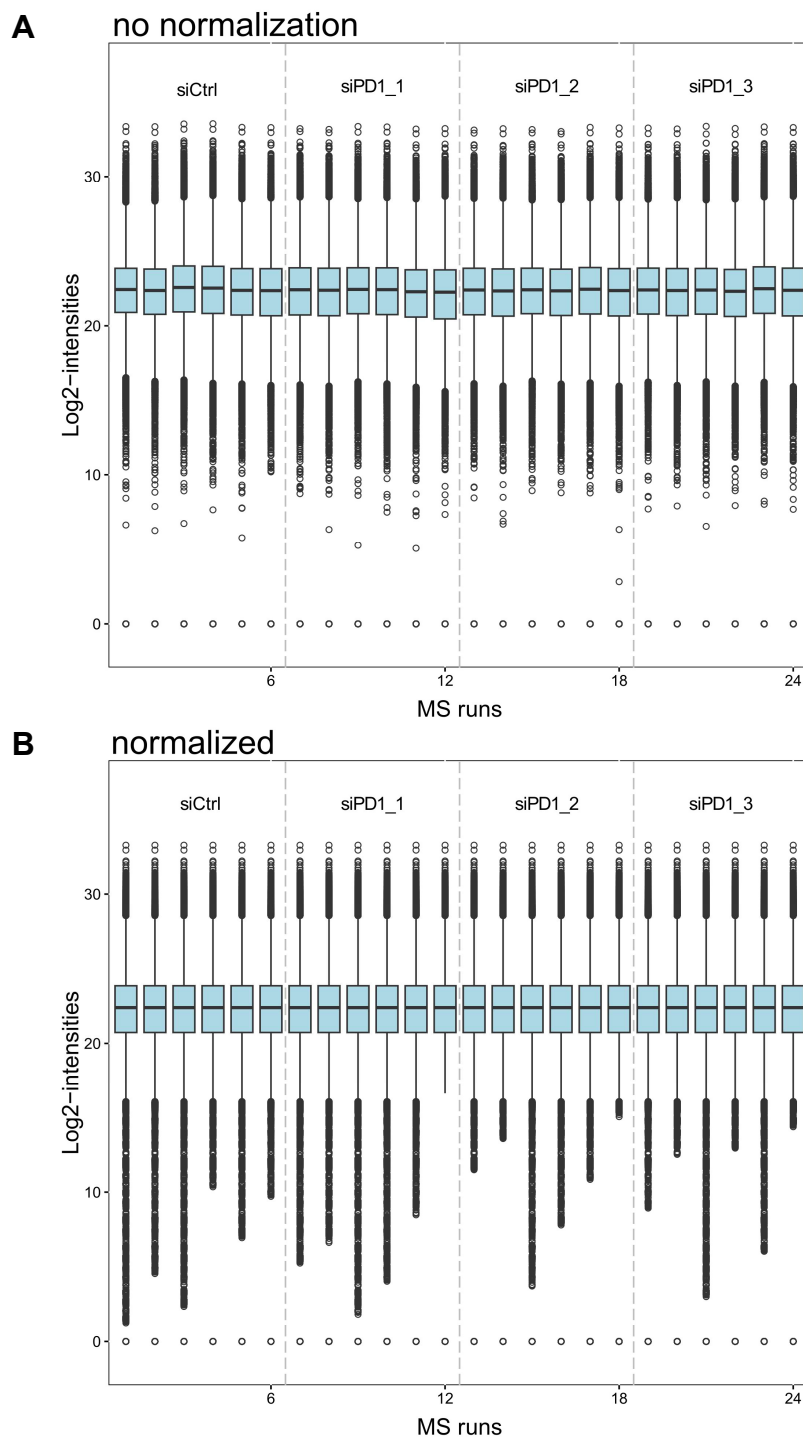 A
no normalization
siCtrl siPD1_1 siPD1_2 siPD1_3
30
20
10
0
Log2−intensities
6 12 18 24
MS runs
B
normalized
siCtrl siPD1_1 siPD1_2 siPD1_3
30
20
10
0
Log2−intensities
6 12 18 24
MS runs